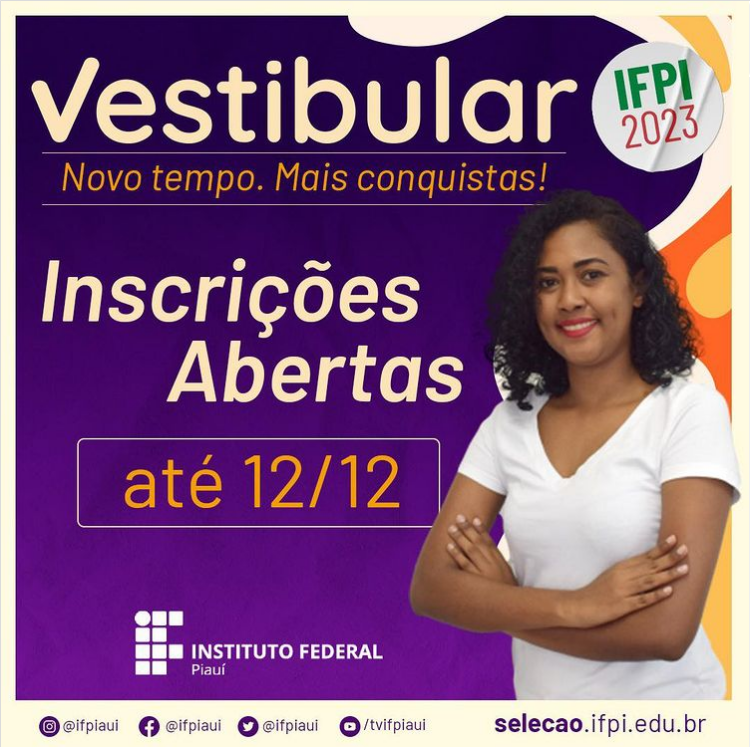 Vestibular
IFPI
2023
Novo tempo. Mais conquistas!
Inscrições
Abertas
até 12/12
INSTITUTO FEDERAL
Piauí
@ifpiaui @ifpiaui @ifpiaui /tvifpiaui selecao.ifpi.edu.br